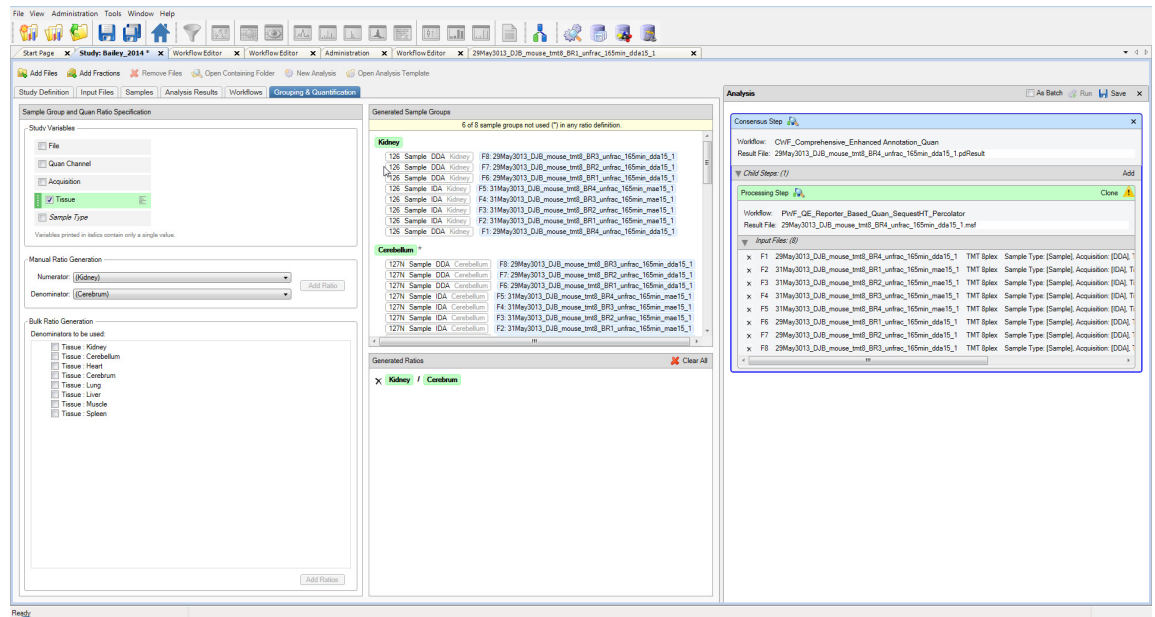 File View Administration Tools Window Help
Start Page x Study: Bailey_2014 * x WorkflowEditor x WorkflowEditor x Administration x WorkflowEditor x 29May3013_DJB_mouse_tmt8_BR1_unfrac_165min_dda15_1 x
Add Files Add Fractions Remove Files Open Containing Folder New Analysis Open Analysis Template
Study Definition Input Files Samples Analysis Results Workflows Grouping & Quantification
Sample Group and Quan Ratio Specification
Study Variables
File
Quan Channel
Acquisition
Tissue
Sample Type
Variables printed in italics contain only a single value.
Manual Ratio Generation
Numerator: (Kidney)
Denominator: (Cerebrum)
Add Ratio
Bulk Ratio Generation
Denominators to be used:
Tissue : Kidney
Tissue : Cerebellum
Tissue : Heart
Tissue : Cerebrum
Tissue : Lung
Tissue : Liver
Tissue : Muscle
Tissue : Spleen
Add Ratios
Generated Sample Groups
6 of 8 sample groups not used (*) in any ratio definition.
Kidney
126 Sample DDA Kidney F8: 29May3013_DJB_mouse_tmt8_BR3_unfrac_165min_dda15_1
126 Sample DDA Kidney F7: 29May3013_DJB_mouse_tmt8_BR2_unfrac_165min_dda15_1
126 Sample DDA Kidney F6: 29May3013_DJB_mouse_tmt8_BR1_unfrac_165min_dda15_1
126 Sample IDA Kidney F5: 31May3013_DJB_mouse_tmt8_BR4_unfrac_165min_mae15_1
126 Sample IDA Kidney F4: 31May3013_DJB_mouse_tmt8_BR3_unfrac_165min_mae15_1
126 Sample IDA Kidney F3: 31May3013_DJB_mouse_tmt8_BR2_unfrac_165min_mae15_1
126 Sample IDA Kidney F2: 31May3013_DJB_mouse_tmt8_BR1_unfrac_165min_mae15_1
126 Sample DDA Kidney F1: 29May3013_DJB_mouse_tmt8_BR4_unfrac_165min_dda15_1
Cerebellum *
127N Sample DDA Cerebellum F8: 29May3013_DJB_mouse_tmt8_BR3_unfrac_165min_dda15_1
127N Sample DDA Cerebellum F7: 29May3013_DJB_mouse_tmt8_BR2_unfrac_165min_dda15_1
127N Sample DDA Cerebellum F6: 29May3013_DJB_mouse_tmt8_BR1_unfrac_165min_dda15_1
127N Sample IDA Cerebellum F5: 31May3013_DJB_mouse_tmt8_BR4_unfrac_165min_mae15_1
127N Sample IDA Cerebellum F4: 31May3013_DJB_mouse_tmt8_BR3_unfrac_165min_mae15_1
127N Sample IDA Cerebellum F3: 31May3013_DJB_mouse_tmt8_BR2_unfrac_165min_mae15_1
127N Sample IDA Cerebellum F2: 31May3013_DJB_mouse_tmt8_BR1_unfrac_165min_mae15_1
Generated Ratios Clear All
x Kidney / Cerebrum
Analysis As Batch Run Save x
Consensus Step x
Workflow: CWF_Comprehensive_Enhanced Annotation_Quan
Result File: 29May3013_DJB_mouse_tmt8_BR4_unfrac_165min_dda15_1.pdResult
Child Steps: (1) Add
Processing Step Clone
Workflow: PWF_QE_Reporter_Based_Quan_SequestHT_Percolator
Result File: 29May3013_DJB_mouse_tmt8_BR4_unfrac_165min_dda15_1.msf
Input Files: (8)
x F1 29May3013_DJB_mouse_tmt8_BR4_unfrac_165min_dda15_1 TMT 8plex Sample Type: [Sample], Acquisition: [DDA], T
x F2 31May3013_DJB_mouse_tmt8_BR1_unfrac_165min_mae15_1 TMT 8plex Sample Type: [Sample], Acquisition: [IDA], Ti
x F3 31May3013_DJB_mouse_tmt8_BR2_unfrac_165min_mae15_1 TMT 8plex Sample Type: [Sample], Acquisition: [IDA], Ti
x F4 31May3013_DJB_mouse_tmt8_BR3_unfrac_165min_mae15_1 TMT 8plex Sample Type: [Sample], Acquisition: [IDA], Ti
x F5 31May3013_DJB_mouse_tmt8_BR4_unfrac_165min_mae15_1 TMT 8plex Sample Type: [Sample], Acquisition: [IDA], Ti
x F6 29May3013_DJB_mouse_tmt8_BR1_unfrac_165min_dda15_1 TMT 8plex Sample Type: [Sample], Acquisition: [DDA], T
x F7 29May3013_DJB_mouse_tmt8_BR2_unfrac_165min_dda15_1 TMT 8plex Sample Type: [Sample], Acquisition: [DDA], T
x F8 29May3013_DJB_mouse_tmt8_BR3_unfrac_165min_dda15_1 TMT 8plex Sample Type: [Sample], Acquisition: [DDA], T
Ready